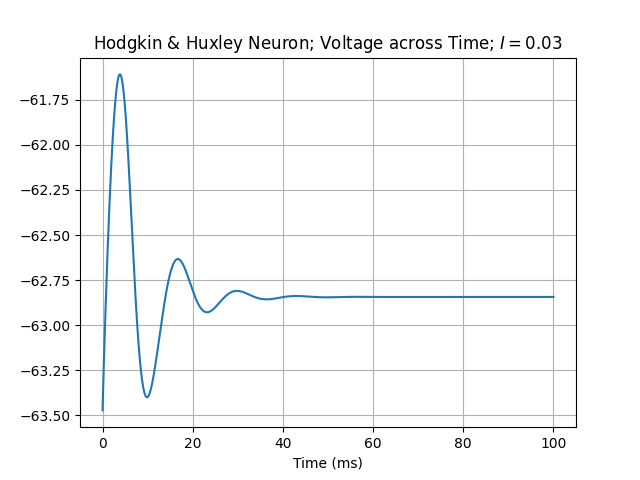 Hodgkin & Huxley Neuron; Voltage across Time; I = 0.03
−61.75
−62.00
−62.25
−62.50
−62.75
−63.00
−63.25
−63.50
0 20 40 60 80 100
Time (ms)